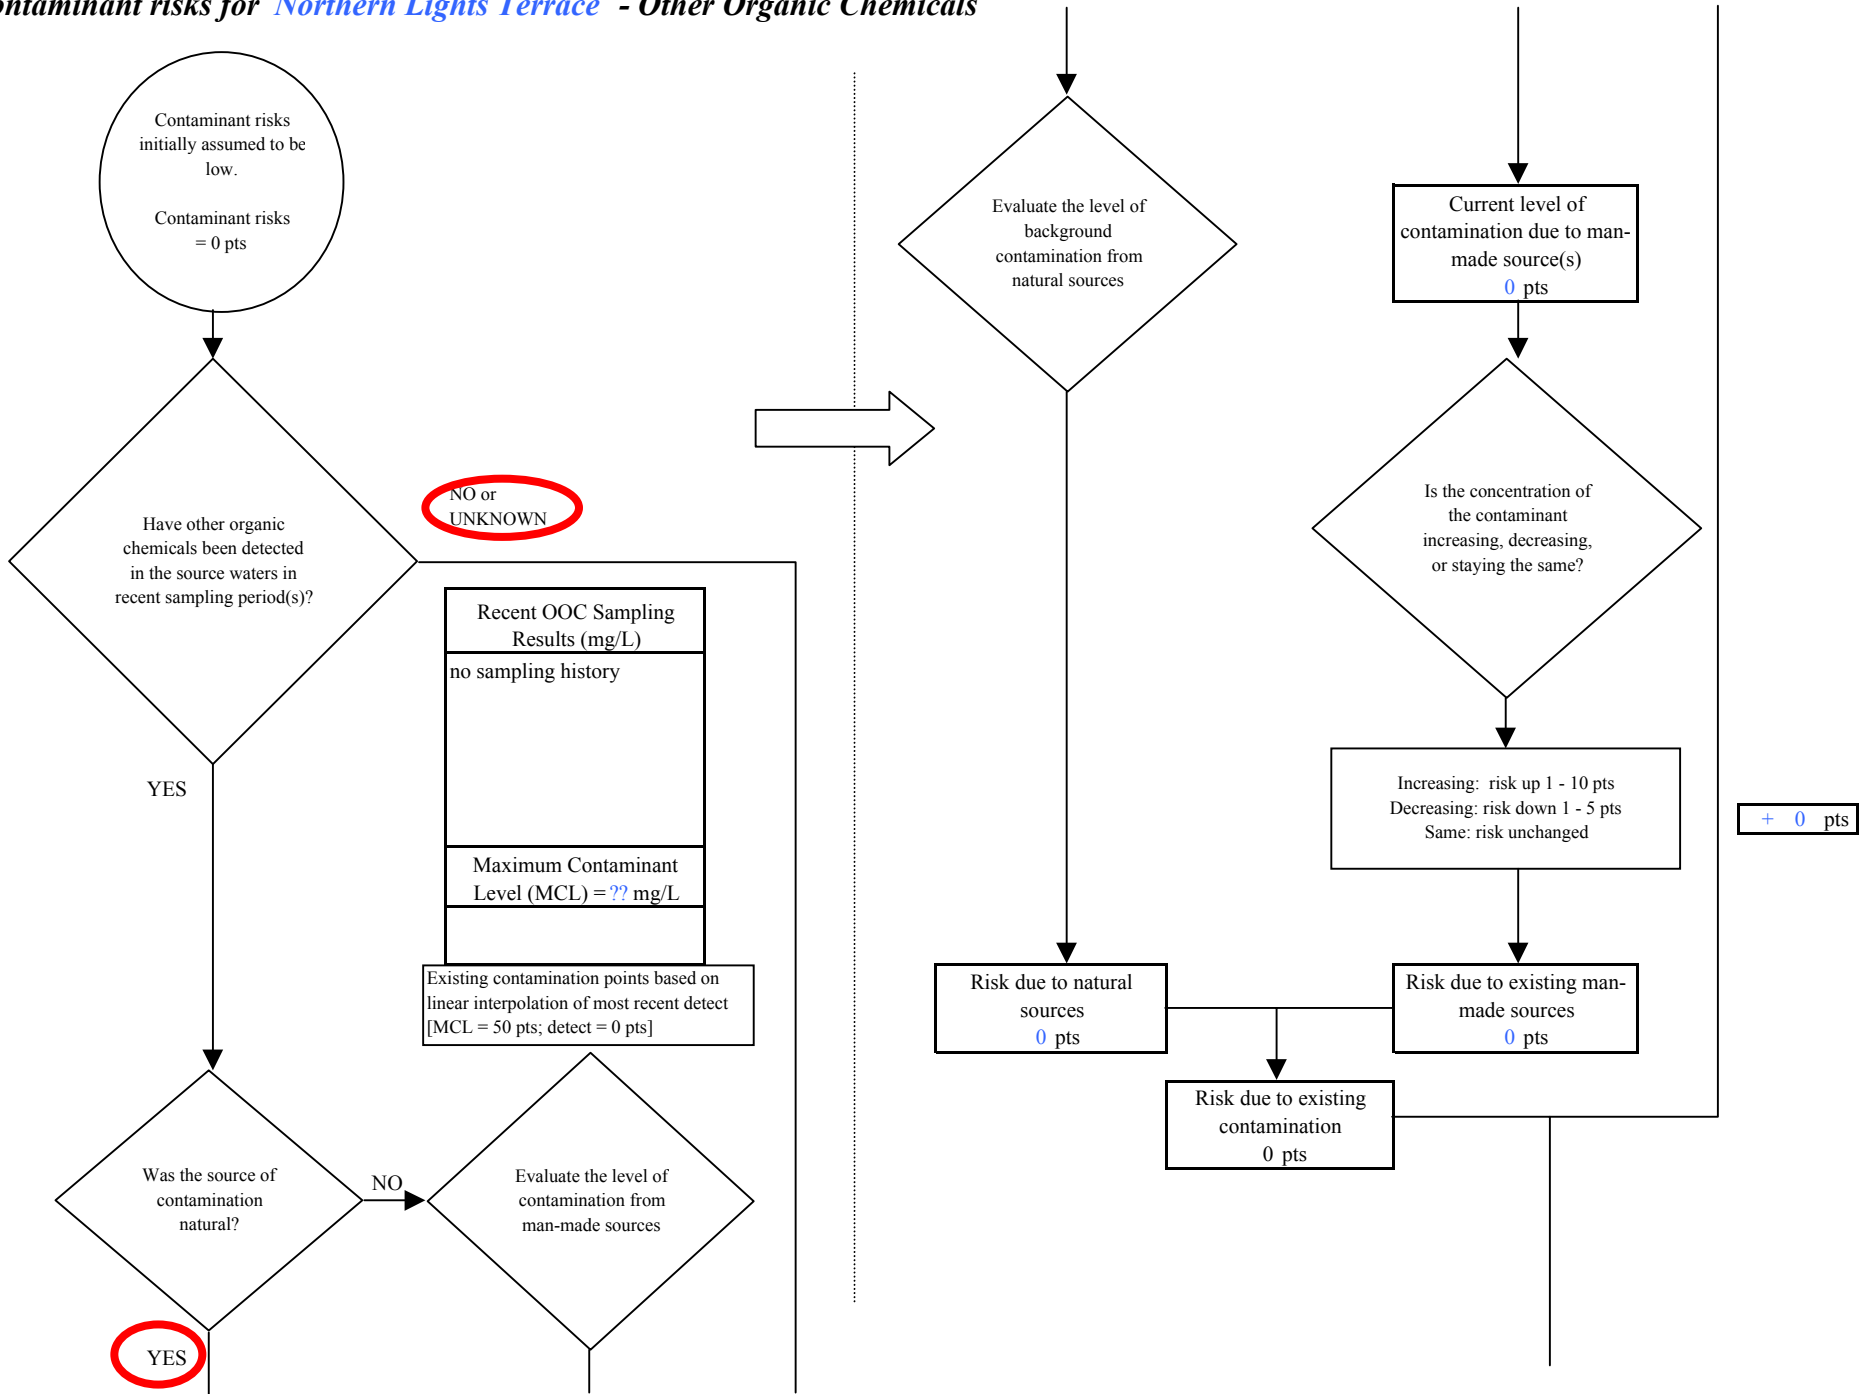 ontaminant risks for Northern Lights Terrace - Other Organic Chemicals
Contaminant risks
initially assumed to be
low.
Contaminant risks
= 0 pts
Have other organic
chemicals been detected
in the source waters in
recent sampling period(s)?
NO or
UNKNOWN
YES
Recent OOC Sampling
Results (mg/L)
no sampling history
Maximum Contaminant
Level (MCL) = ?? mg/L
Existing contamination points based on
linear interpolation of most recent detect
[MCL = 50 pts; detect = 0 pts]
Was the source of
contamination
natural?
NO
YES
Evaluate the level of
contamination from
man-made sources
Evaluate the level of
background
contamination from
natural sources
Current level of
contamination due to man-
made source(s)
0 pts
Is the concentration of
the contaminant
increasing, decreasing,
or staying the same?
Increasing: risk up 1 - 10 pts
Decreasing: risk down 1 - 5 pts
Same: risk unchanged
+ 0 pts
Risk due to natural
sources
0 pts
Risk due to existing man-
made sources
0 pts
Risk due to existing
contamination
0 pts